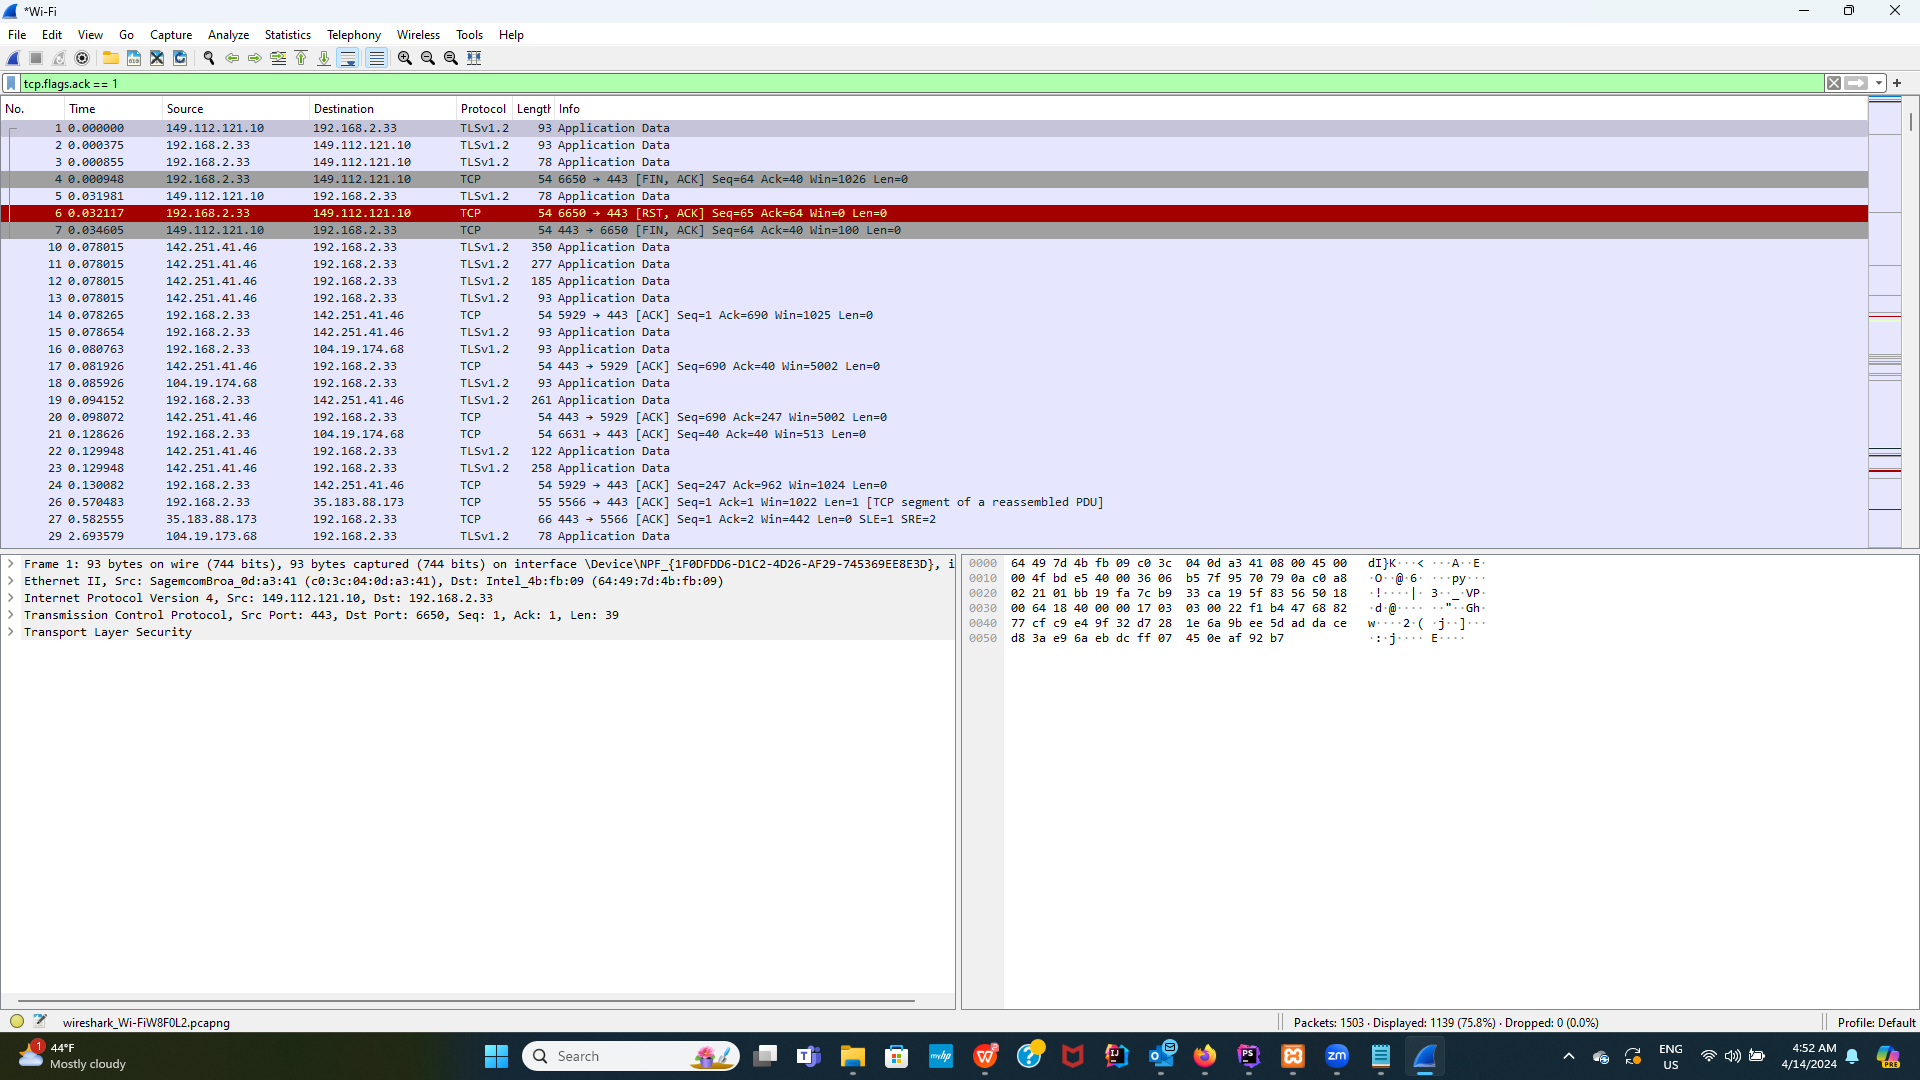 *Wi-Fi
File Edit View Go Capture Analyze Statistics Telephony Wireless Tools Help
tcp.flags.ack == 1
No. Time Source Destination Protocol Length Info
1 0.000000 149.112.121.10 192.168.2.33 TLSv1.2 93 Application Data
2 0.000375 192.168.2.33 149.112.121.10 TLSv1.2 93 Application Data
3 0.000855 192.168.2.33 149.112.121.10 TLSv1.2 78 Application Data
4 0.000948 192.168.2.33 149.112.121.10 TCP 54 6650 → 443 [FIN, ACK] Seq=64 Ack=40 Win=1026 Len=0
5 0.031981 149.112.121.10 192.168.2.33 TLSv1.2 78 Application Data
6 0.032117 192.168.2.33 149.112.121.10 TCP 54 6650 → 443 [RST, ACK] Seq=65 Ack=64 Win=0 Len=0
7 0.034605 149.112.121.10 192.168.2.33 TCP 54 443 → 6650 [FIN, ACK] Seq=64 Ack=40 Win=100 Len=0
10 0.078015 142.251.41.46 192.168.2.33 TLSv1.2 350 Application Data
11 0.078015 142.251.41.46 192.168.2.33 TLSv1.2 277 Application Data
12 0.078015 142.251.41.46 192.168.2.33 TLSv1.2 185 Application Data
13 0.078015 142.251.41.46 192.168.2.33 TLSv1.2 93 Application Data
14 0.078265 192.168.2.33 142.251.41.46 TCP 54 5929 → 443 [ACK] Seq=1 Ack=690 Win=1025 Len=0
15 0.078654 192.168.2.33 142.251.41.46 TLSv1.2 93 Application Data
16 0.080763 192.168.2.33 104.19.174.68 TLSv1.2 93 Application Data
17 0.081926 142.251.41.46 192.168.2.33 TCP 54 443 → 5929 [ACK] Seq=690 Ack=40 Win=5002 Len=0
18 0.085926 104.19.174.68 192.168.2.33 TLSv1.2 93 Application Data
19 0.094152 192.168.2.33 142.251.41.46 TLSv1.2 261 Application Data
20 0.098072 142.251.41.46 192.168.2.33 TCP 54 443 → 5929 [ACK] Seq=690 Ack=247 Win=5002 Len=0
21 0.128626 192.168.2.33 104.19.174.68 TCP 54 6631 → 443 [ACK] Seq=40 Ack=40 Win=513 Len=0
22 0.129948 142.251.41.46 192.168.2.33 TLSv1.2 122 Application Data
23 0.129948 142.251.41.46 192.168.2.33 TLSv1.2 258 Application Data
24 0.130082 192.168.2.33 142.251.41.46 TCP 54 5929 → 443 [ACK] Seq=247 Ack=962 Win=1024 Len=0
26 0.570483 192.168.2.33 35.183.88.173 TCP 55 5566 → 443 [ACK] Seq=1 Ack=1 Win=1022 Len=1 [TCP segment of a reassembled PDU]
27 0.582555 35.183.88.173 192.168.2.33 TCP 66 443 → 5566 [ACK] Seq=1 Ack=2 Win=442 Len=0 SLE=1 SRE=2
29 2.693579 104.19.173.68 192.168.2.33 TLSv1.2 78 Application Data
Frame 1: 93 bytes on wire (744 bits), 93 bytes captured (744 bits) on interface \Device\NPF_{1F0DFDD6-D1C2-4D26-AF29-745369EE8E3D}, i
Ethernet II, Src: SagemcomBroa_0d:a3:41 (c0:3c:04:0d:a3:41), Dst: Intel_4b:fb:09 (64:49:7d:4b:fb:09)
Internet Protocol Version 4, Src: 149.112.121.10, Dst: 192.168.2.33
Transmission Control Protocol, Src Port: 443, Dst Port: 6650, Seq: 1, Ack: 1, Len: 39
Transport Layer Security
0000 64 49 7d 4b fb 09 c0 3c 04 0d a3 41 08 00 45 00 dI}K···< ···A··E·
0010 00 4f bd e5 40 00 36 06 b5 7f 95 70 79 0a c0 a8 ·O··@·6· ···py···
0020 02 21 01 bb 19 fa 7c b9 33 ca 19 5f 83 56 50 18 ·!····|· 3··_·VP·
0030 00 64 18 40 00 00 17 03 03 00 22 f1 b4 47 68 82 ·d·@···· ··"··Gh·
0040 77 cf c9 e4 9f 32 d7 28 1e 6a 9b ee 5d ad da ce w····2·( ·j··]···
0050 d8 3a e9 6a eb dc ff 07 45 0e af 92 b7 ·:·j···· E····
wireshark_Wi-FiW8F0L2.pcapng
Packets: 1503 · Displayed: 1139 (75.8%) · Dropped: 0 (0.0%)
Profile: Default
1
44°F
Mostly cloudy
Search
myhp
zm
ENG
US
4:52 AM
4/14/2024
PRE